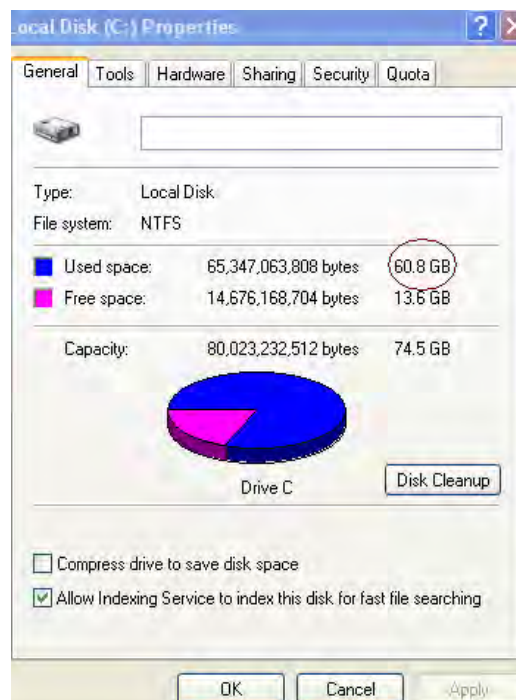 Local Disk (C:) Properties
General Tools Hardware Sharing Security Quota
Type: Local Disk
File system: NTFS
Used space: 65,347,063,808 bytes 60.8 GB
Free space: 14,676,168,704 bytes 13.6 GB
Capacity: 80,023,232,512 bytes 74.5 GB
Drive C
Disk Cleanup
Compress drive to save disk space
Allow Indexing Service to index this disk for fast file searching
OK Cancel Apply